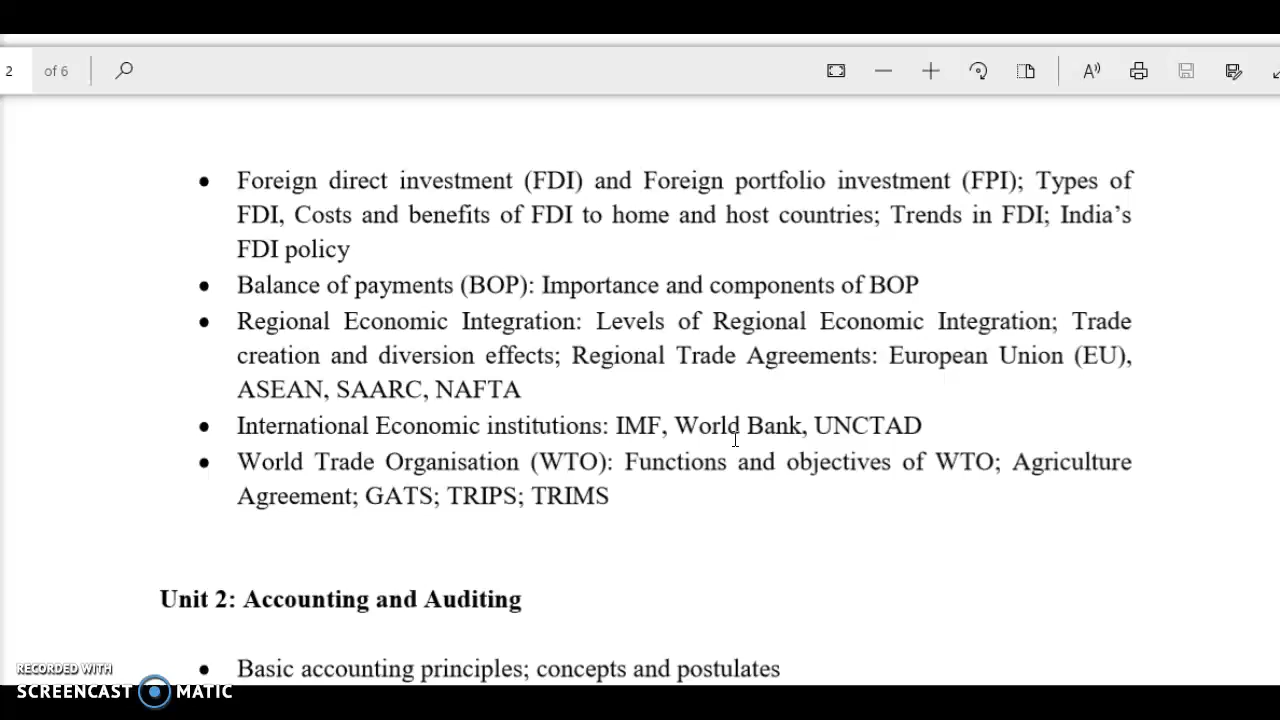 2 of 6
• Foreign direct investment (FDI) and Foreign portfolio investment (FPI); Types of
FDI, Costs and benefits of FDI to home and host countries; Trends in FDI; India’s
FDI policy
• Balance of payments (BOP): Importance and components of BOP
• Regional Economic Integration: Levels of Regional Economic Integration; Trade
creation and diversion effects; Regional Trade Agreements: European Union (EU),
ASEAN, SAARC, NAFTA
• International Economic institutions: IMF, World Bank, UNCTAD
• World Trade Organisation (WTO): Functions and objectives of WTO; Agriculture
Agreement; GATS; TRIPS; TRIMS
Unit 2: Accounting and Auditing
• Basic accounting principles; concepts and postulates
RECORDED WITH
SCREENCAST MATIC